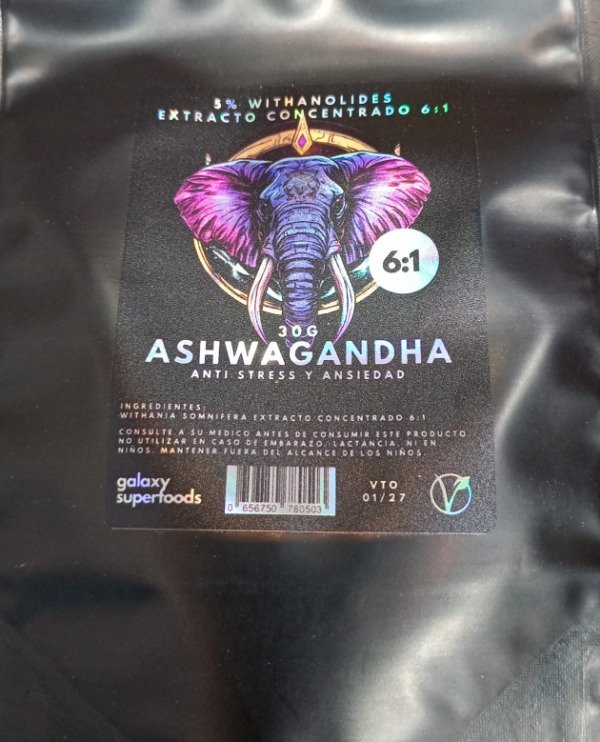 5% WITHANOLIDES
EXTRACTO CONCENTRADO 6:1
6:1
30G
ASHWAGANDHA
ANTI STRESS Y ANSIEDAD
INGREDIENTES:
WITHANIA SOMNIFERA EXTRACTO CONCENTRADO 6:1
CONSULTE A SU MEDICO ANTES DE CONSUMIR ESTE PRODUCTO.
NO UTILIZAR EN CASO DE EMBARAZO, LACTANCIA, NI EN
NIÑOS. MANTENER FUERA DEL ALCANCE DE LOS NIÑOS.
galaxy
superfoods
0 656750 780503
VTO
01/27
V